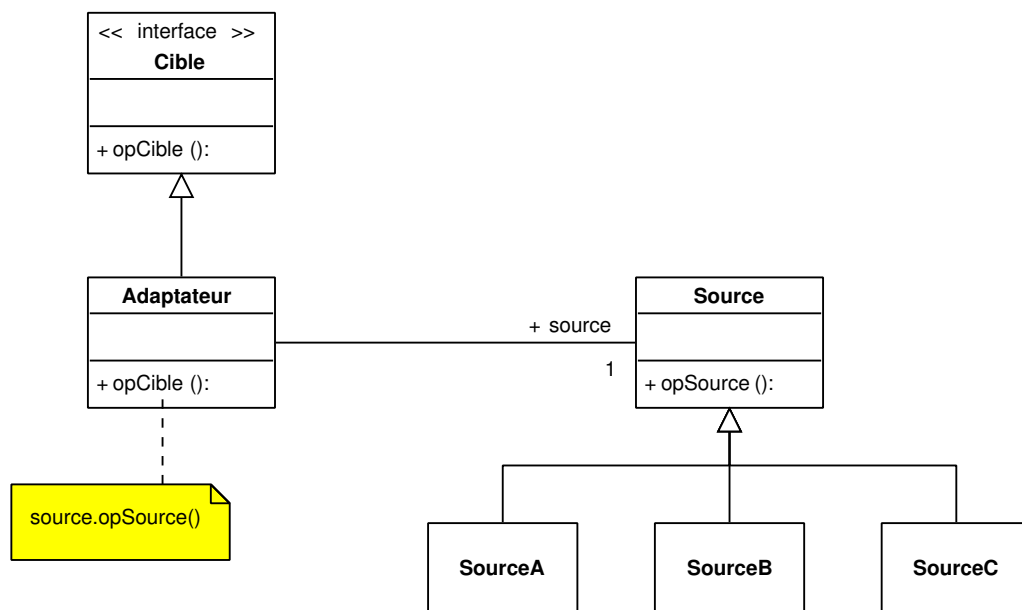 << interface >>
Cible
+ opCible ():
Adaptateur
+ opCible ():
source.opSource()
+ source
1
Source
+ opSource ():
SourceA
SourceB
SourceC